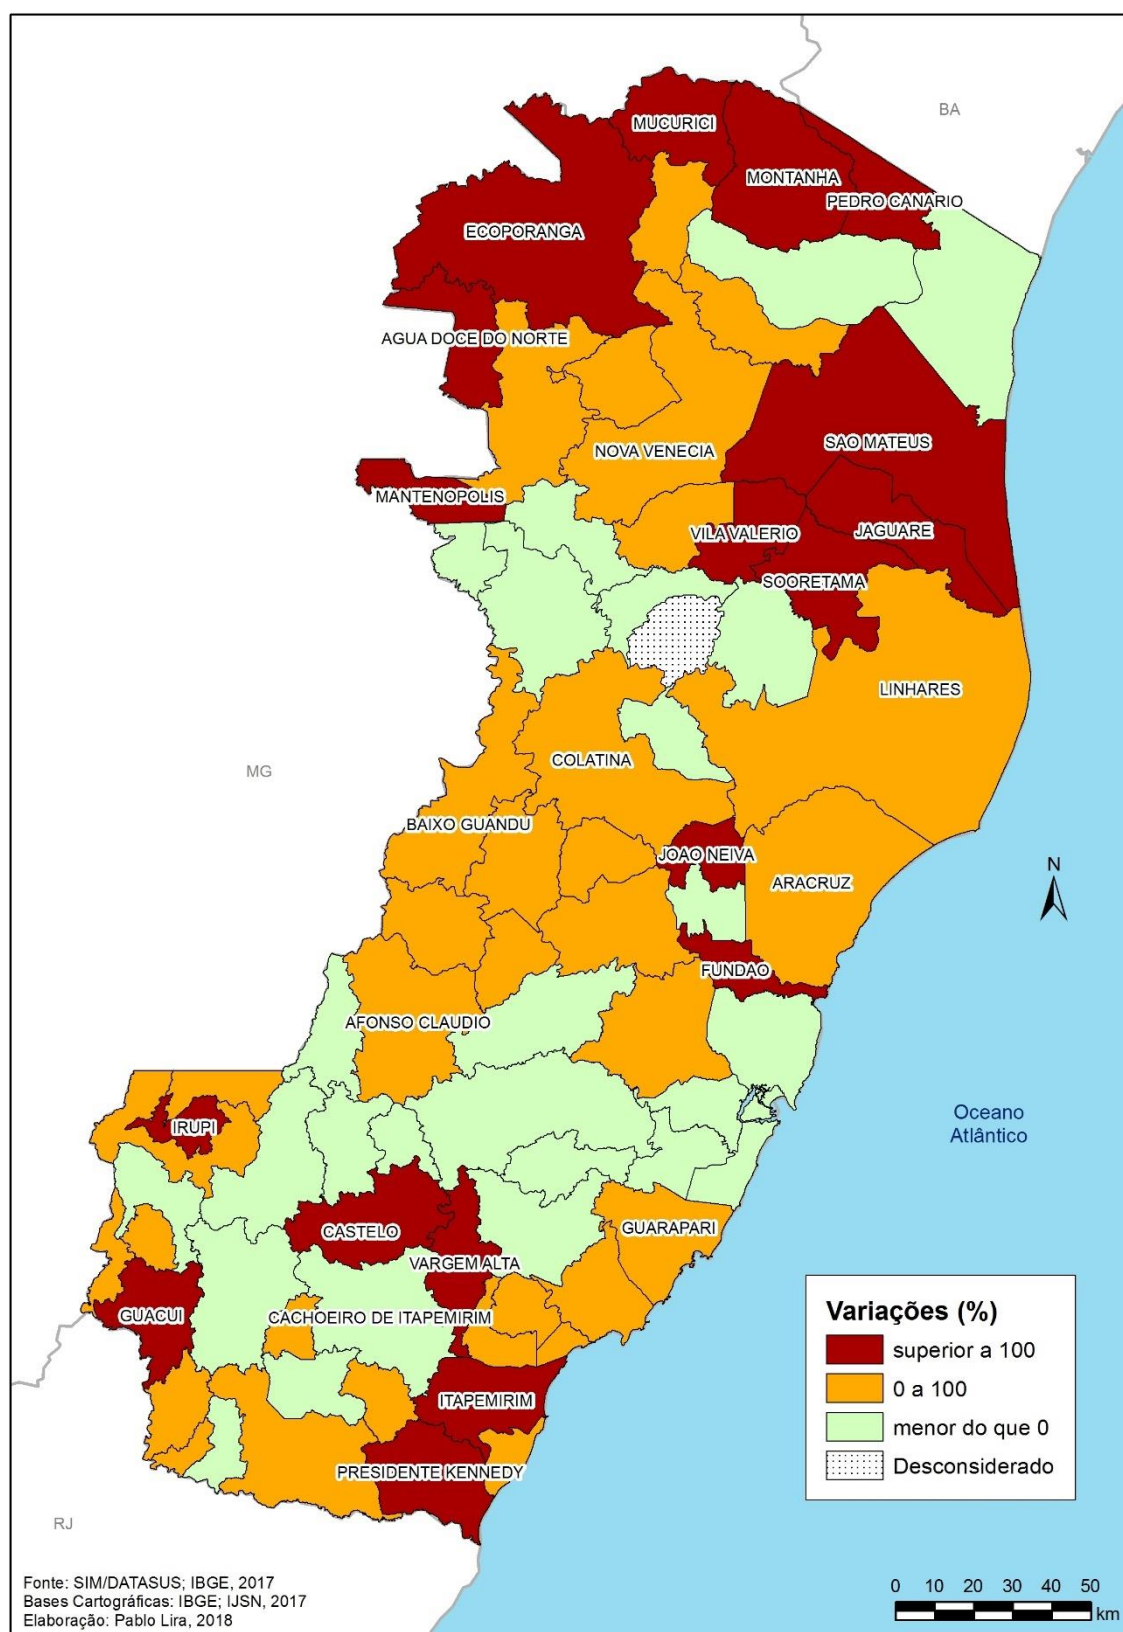 BA
MUCURICI
MONTANHA
PEDRO CANARIO
ECOPORANGA
AGUA DOCE DO NORTE
SAO MATEUS
NOVA VENECIA
MANTENOPOLIS
VILA VALERIO
JAGUARE
SOORETAMA
LINHARES
COLATINA
MG
BAIXO GUANDU
JOAO NEIVA
N
ARACRUZ
FUNDAO
AFONSO CLAUDIO
Oceano
Atlântico
IRUPI
CASTELO
GUARAPARI
VARGEM ALTA
GUACUI
CACHOEIRO DE ITAPEMIRIM
ITAPEMIRIM
PRESIDENTE KENNEDY
RJ
Variações (%)
superior a 100
0 a 100
menor do que 0
Desconsiderado
Fonte: SIM/DATASUS; IBGE, 2017
Bases Cartográficas: IBGE; IJSN, 2017
Elaboração: Pablo Lira, 2018
0 10 20 30 40 50
km